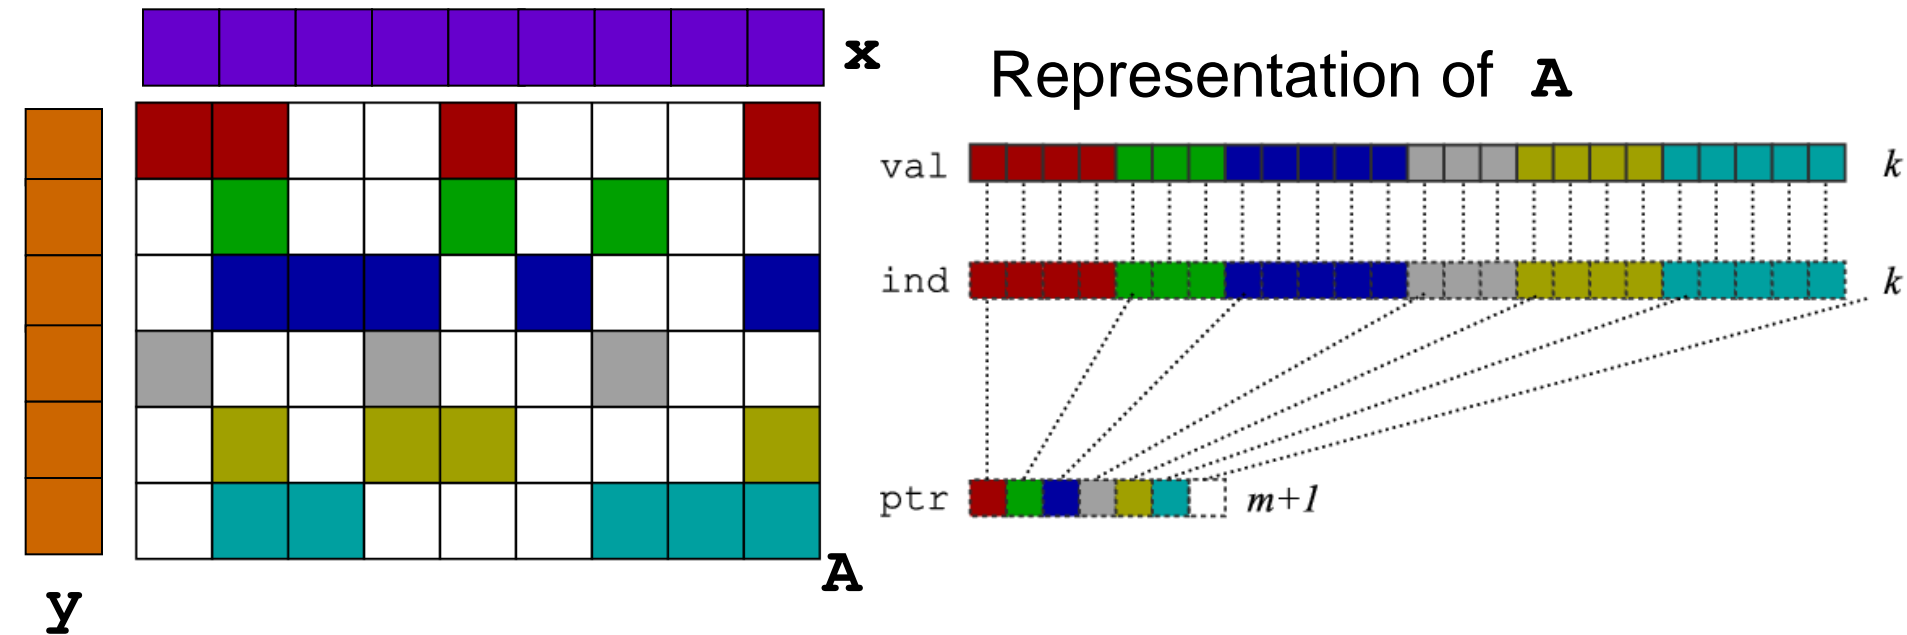 x
Representation of A
val k
ind k
ptr m+1
A
y